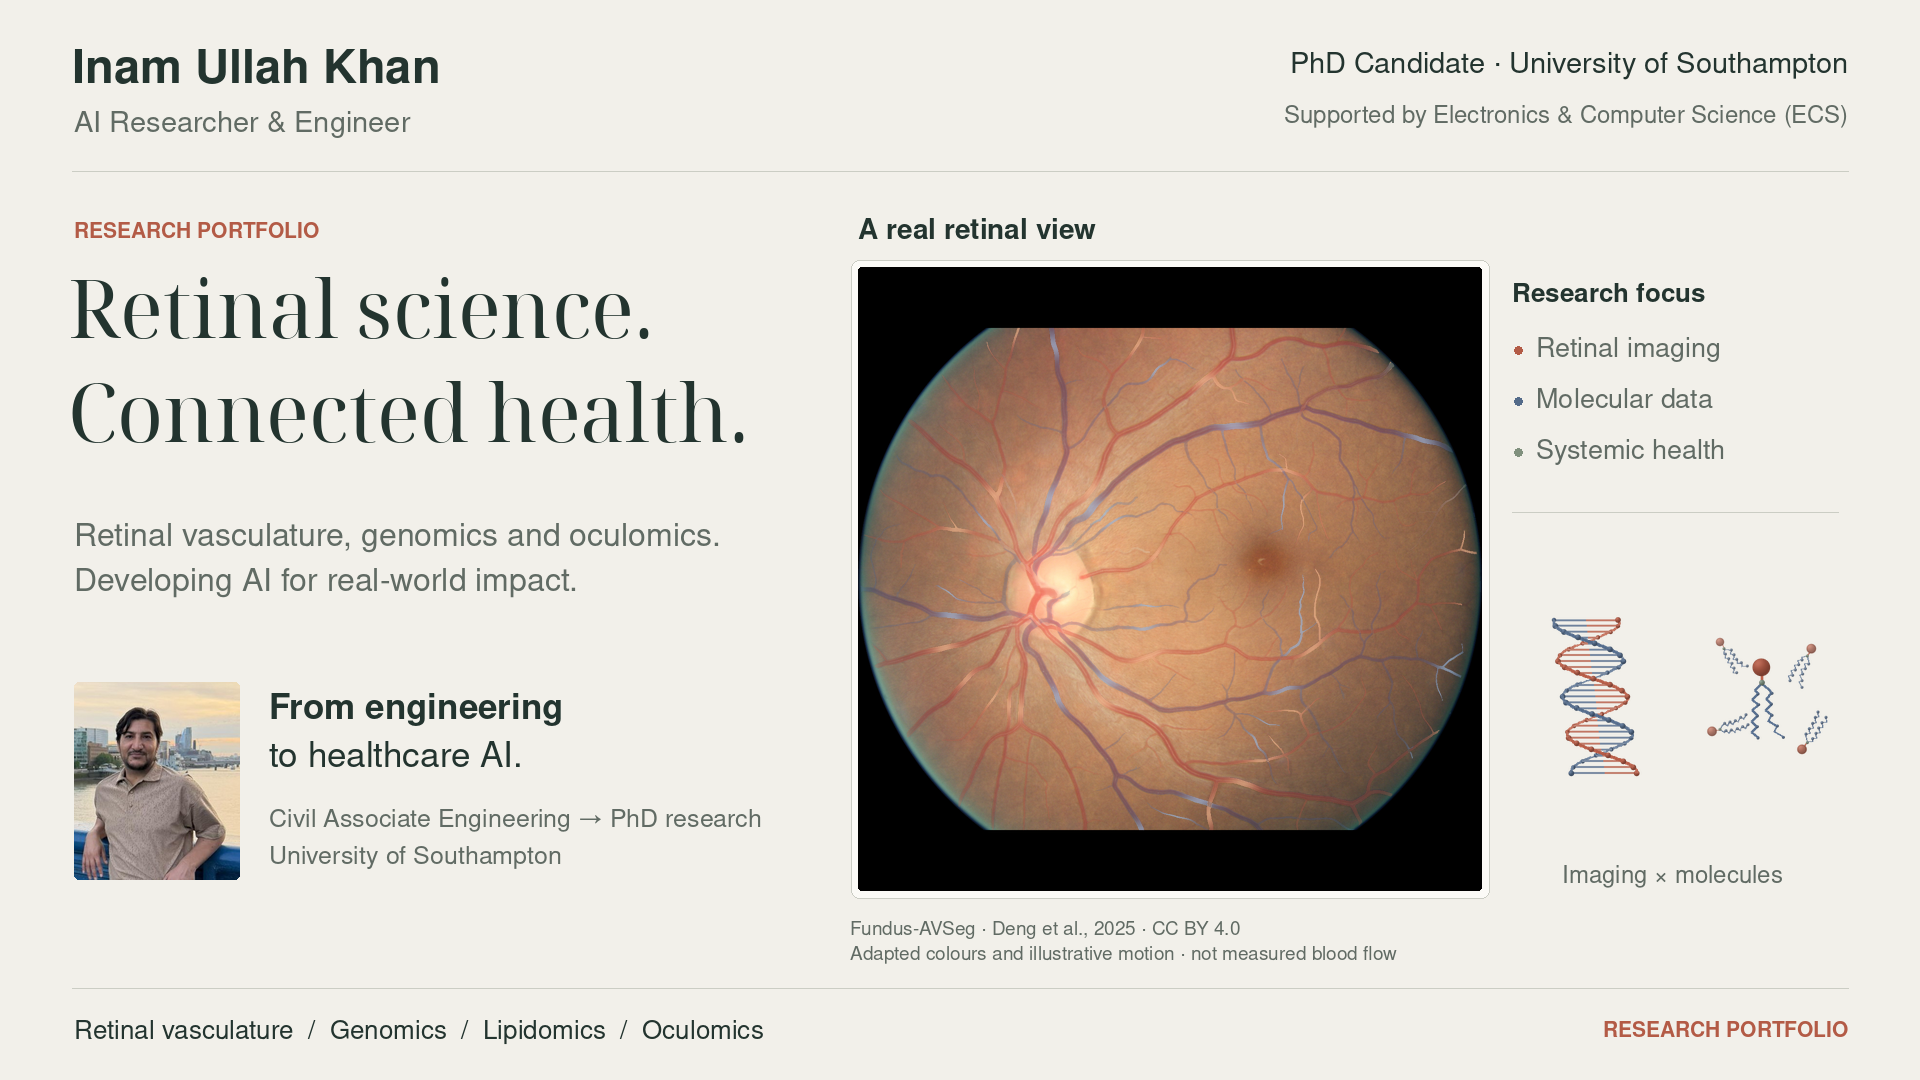 Inam Ullah Khan
AI Researcher & Engineer
PhD Candidate · University of Southampton
Supported by Electronics & Computer Science (ECS)
RESEARCH PORTFOLIO
Retinal science.
Connected health.
Retinal vasculature, genomics and oculomics.
Developing AI for real-world impact.
From engineering
to healthcare AI.
Civil Associate Engineering → PhD research
University of Southampton
A real retinal view
Fundus-AVSeg · Deng et al., 2025 · CC BY 4.0
Adapted colours and illustrative motion · not measured blood flow
Research focus
• Retinal imaging
• Molecular data
• Systemic health
Imaging × molecules
Retinal vasculature / Genomics / Lipidomics / Oculomics
RESEARCH PORTFOLIO